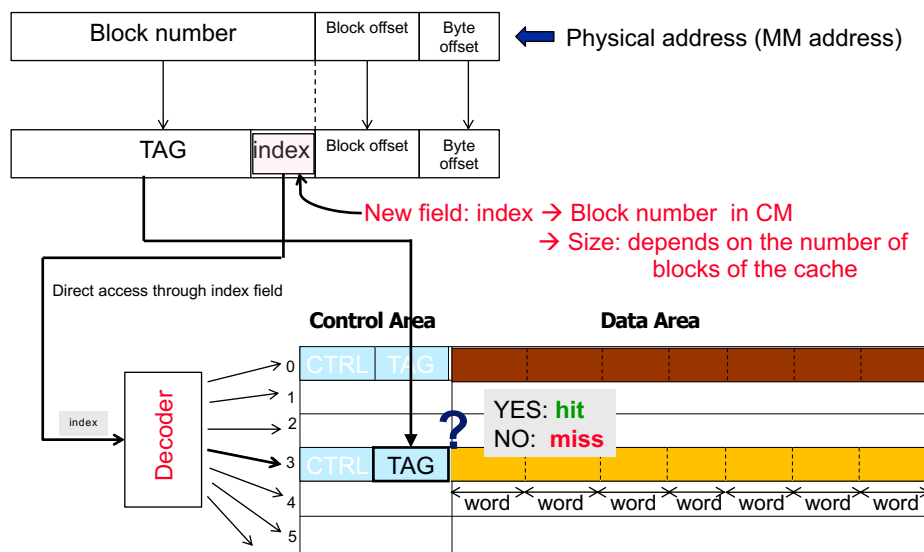 Block number
Block offset
Byte
offset
Physical address (MM address)
TAG
index
Block offset
Byte
offset
New field: index → Block number in CM
→ Size: depends on the number of
blocks of the cache
Direct access through index field
Control Area
Data Area
0
CTRL
TAG
1
2
index
Decoder
?
YES: hit
NO: miss
3
CTRL
TAG
4
word
word
word
word
word
word
word
5